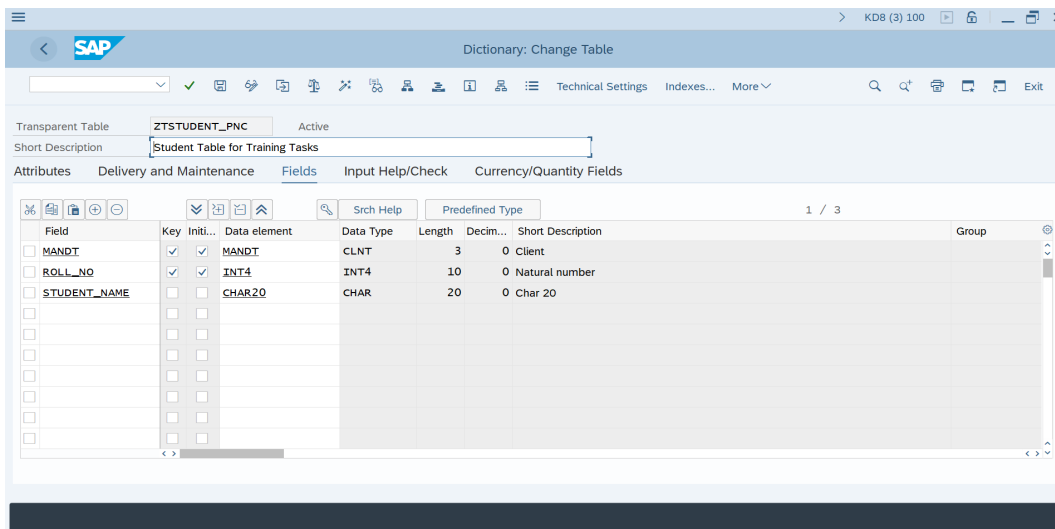 KD8 (3) 100
SAP
Dictionary: Change Table
Technical Settings Indexes... More Exit
Transparent Table ZTSTUDENT_PNC Active
Short Description Student Table for Training Tasks
Attributes Delivery and Maintenance Fields Input Help/Check Currency/Quantity Fields
Srch Help Predefined Type 1 / 3
Field Key Initi... Data element Data Type Length Decim... Short Description Group
MANDT MANDT CLNT 3 0 Client
ROLL_NO INT4 INT4 10 0 Natural number
STUDENT_NAME CHAR20 CHAR 20 0 Char 20